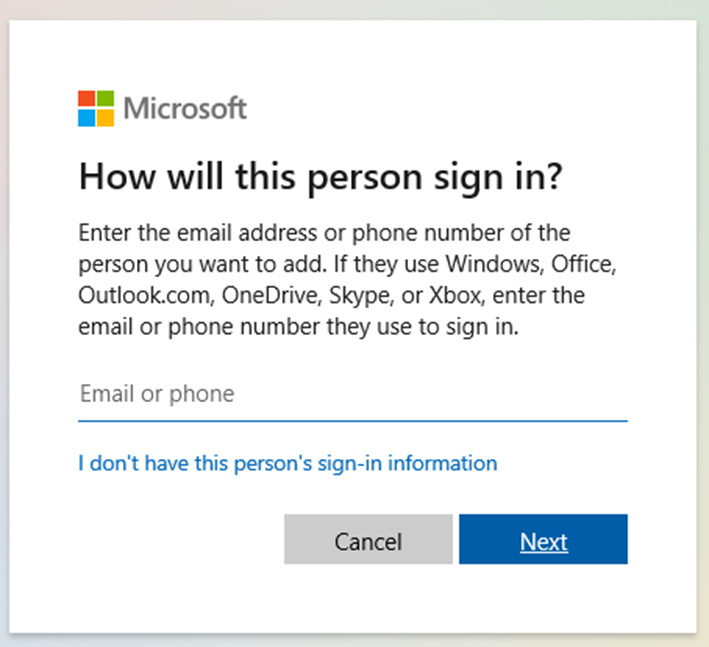 Microsoft
How will this person sign in?
Enter the email address or phone number of the
person you want to add. If they use Windows, Office,
Outlook.com, OneDrive, Skype, or Xbox, enter the
email or phone number they use to sign in.
Email or phone
I don't have this person's sign-in information
Cancel
Next